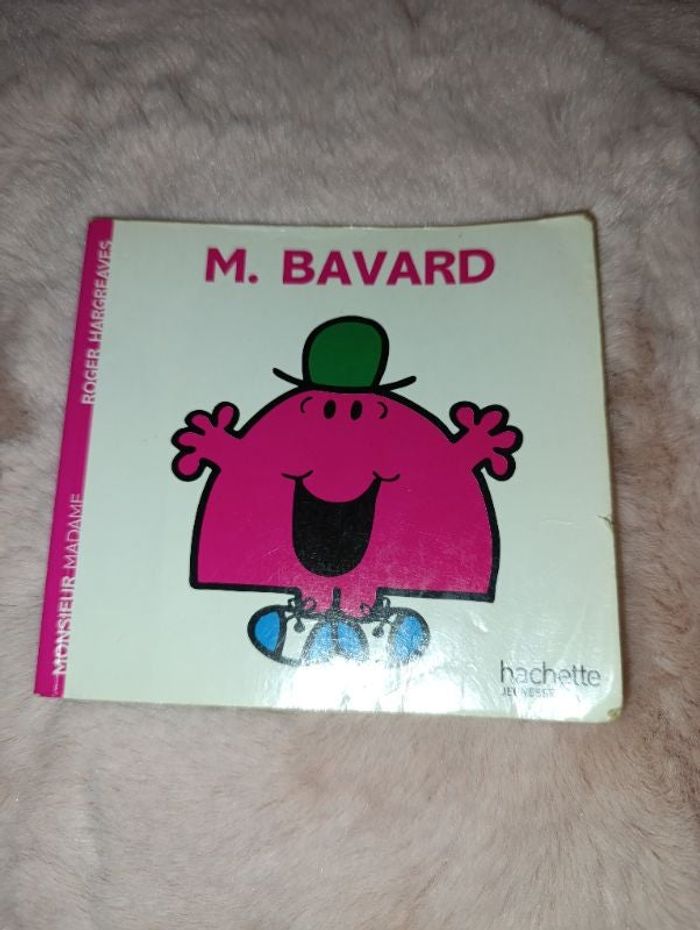 M. BAVARD
ROGER HARGREAVES
MONSIEUR MADAME
hachette
JEUNESSE